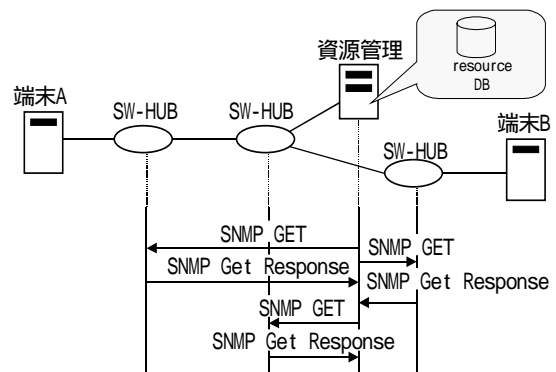 資源管理
resource
DB
端末A
SW-HUB
SW-HUB
端末B
SW-HUB
SNMP GET
SNMP GET
SNMP Get Response
SNMP Get Response
SNMP GET
SNMP Get Response